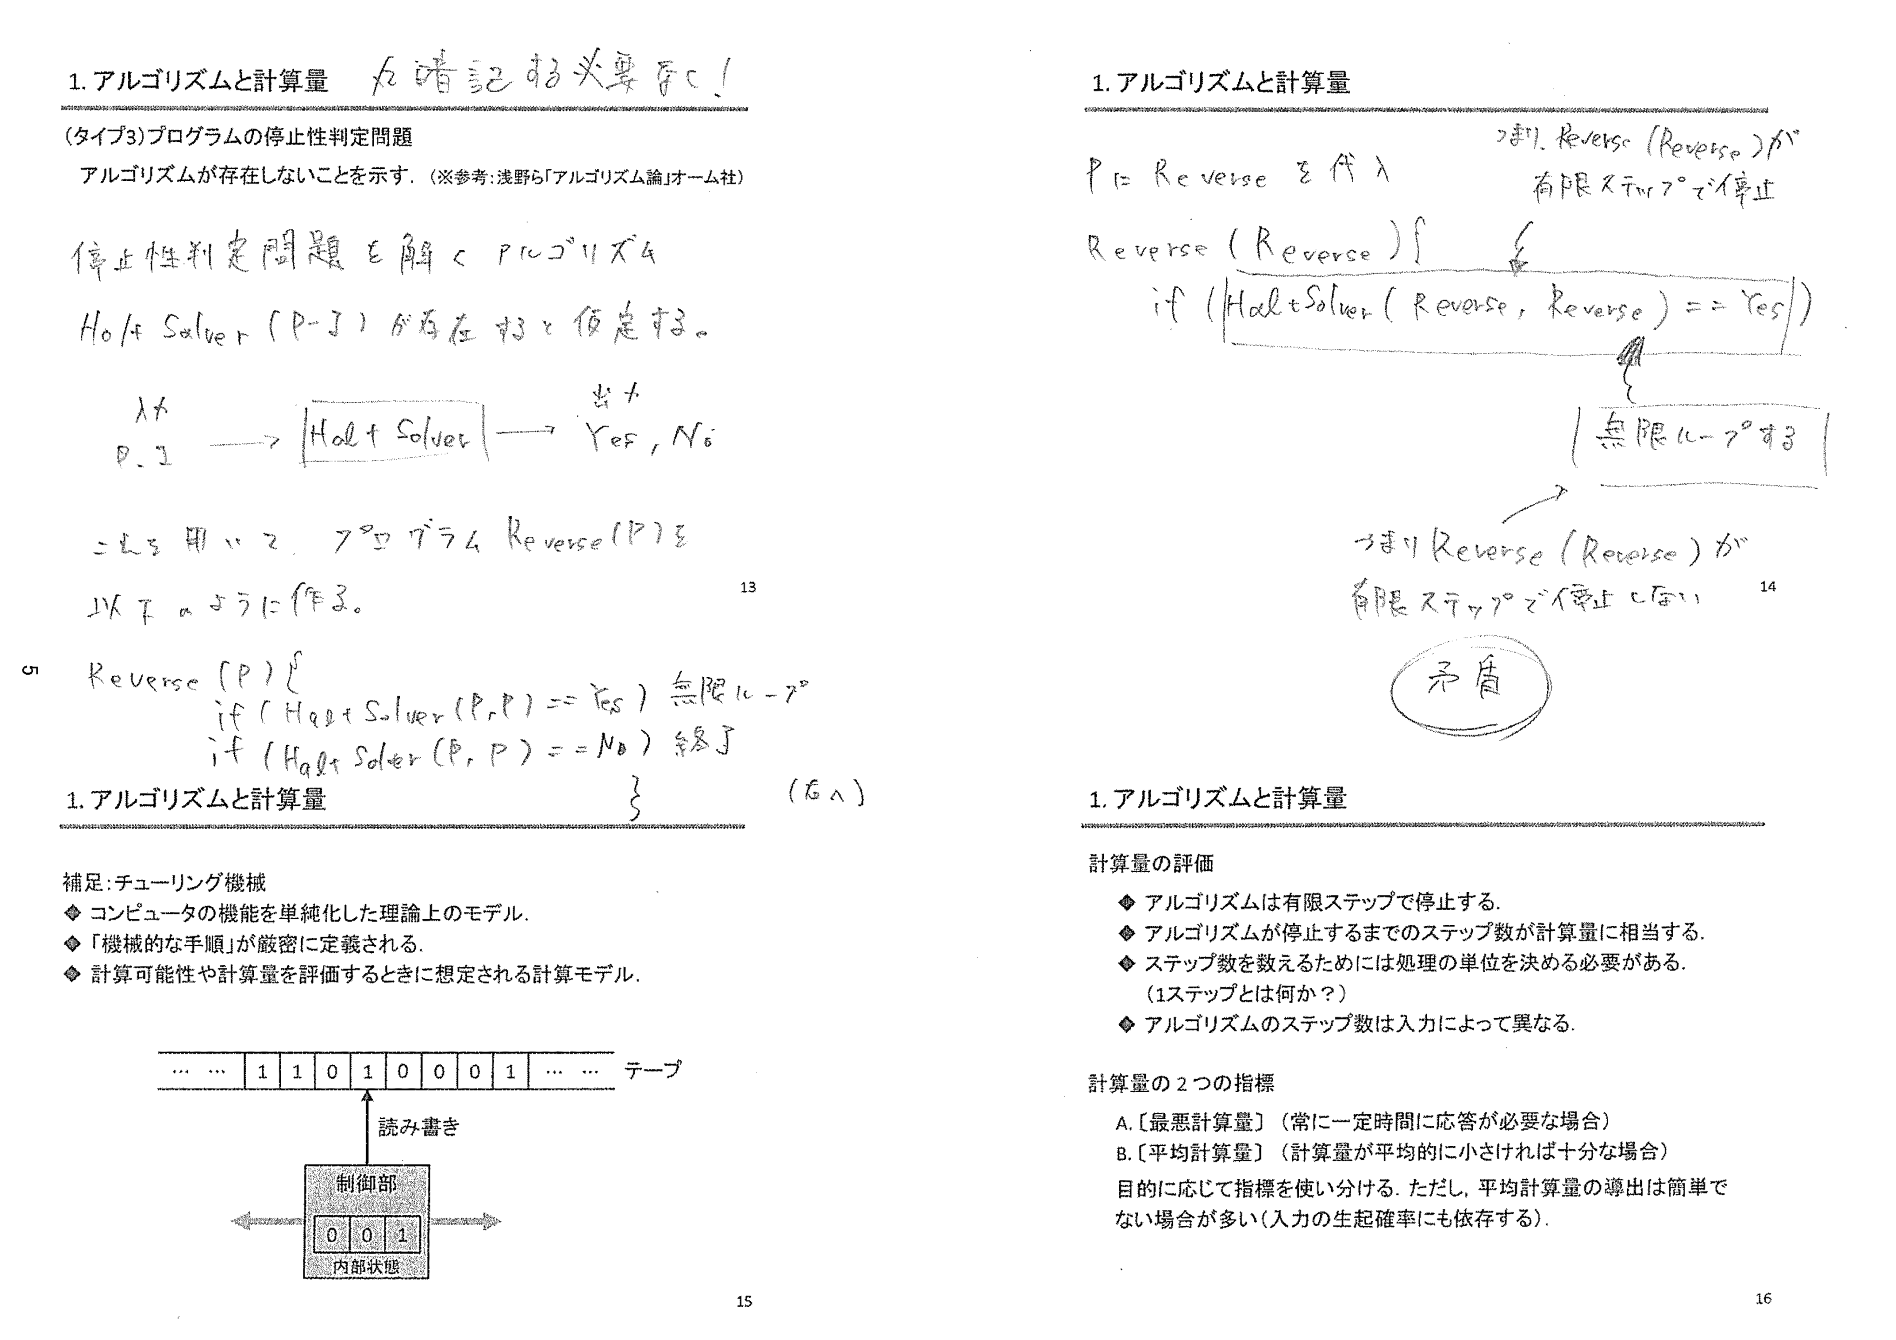 1. アルゴリズムと計算量 丸暗記する必要なし!
(タイプ3)プログラムの停止性判定問題
アルゴリズムが存在しないことを示す. (※参考:浅野ら「アルゴリズム論」オーム社)
停止性判定問題を解くアルゴリズム
Halt Solver (P, I) が存在すると仮定する。
入力
P, I
Halt Solver
出力
Yes, No
これを用いて、プログラム Reverse(P)を
以下のように作る。
13
Reverse (P) {
if (Halt Solver (P, P) == Yes) 無限ループ
if (Halt Solver (P, P) == No) 終了
}
(右へ)
5
1. アルゴリズムと計算量
PにReverseを代入
つまり、Reverse (Reverse)が
有限ステップで停止
Reverse (Reverse) {
if (HaltSolver (Reverse, Reverse) == Yes)
無限ループする
つまりReverse (Reverse) が
有限ステップで停止しない
14
矛盾
1. アルゴリズムと計算量
補足:チューリング機械
❖ コンピュータの機能を単純化した理論上のモデル.
❖ 「機械的な手順」が厳密に定義される.
❖ 計算可能性や計算量を評価するときに想定される計算モデル.
… … 1 1 0 1 0 0 0 1 … … テープ
読み書き
制御部
0 0 1
内部状態
15
1. アルゴリズムと計算量
計算量の評価
❖ アルゴリズムは有限ステップで停止する.
❖ アルゴリズムが停止するまでのステップ数が計算量に相当する.
❖ ステップ数を数えるためには処理の単位を決める必要がある.
(1ステップとは何か?)
❖ アルゴリズムのステップ数は入力によって異なる.
計算量の2つの指標
A.〔最悪計算量〕 (常に一定時間に応答が必要な場合)
B.〔平均計算量〕 (計算量が平均的に小さければ十分な場合)
目的に応じて指標を使い分ける. ただし, 平均計算量の導出は簡単で
ない場合が多い(入力の生起確率にも依存する).
16